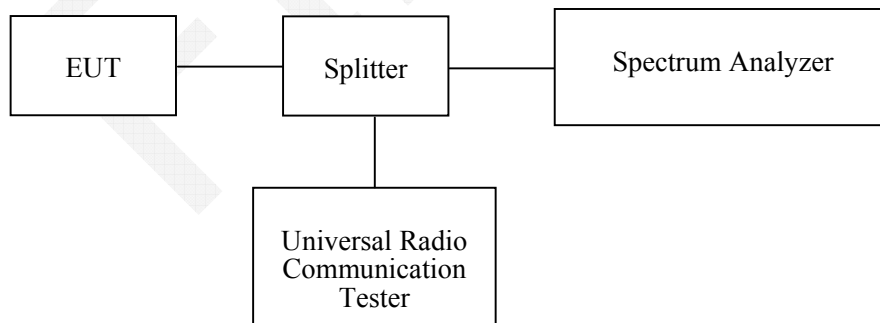 EUT
Splitter
Spectrum Analyzer
Universal Radio
Communication
Tester